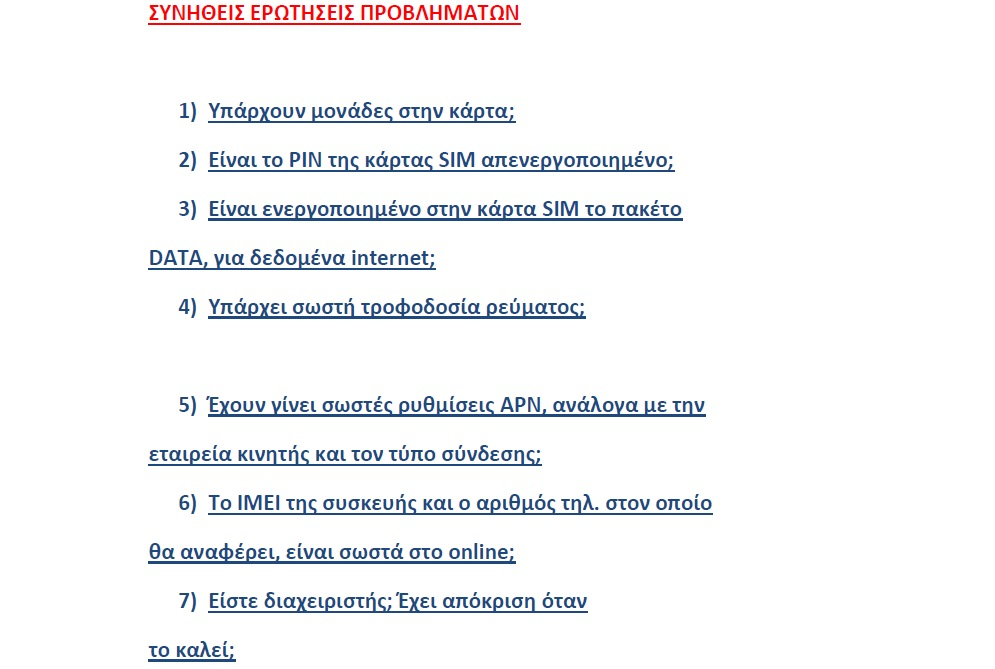 ΣΥΝΗΘΕΙΣ ΕΡΩΤΗΣΕΙΣ ΠΡΟΒΛΗΜΑΤΩΝ
1) Υπάρχουν μονάδες στην κάρτα;
2) Είναι το PIN της κάρτας SIM απενεργοποιημένο;
3) Είναι ενεργοποιημένο στην κάρτα SIM το πακέτο
DATA, για δεδομένα internet;
4) Υπάρχει σωστή τροφοδοσία ρεύματος;
5) Έχουν γίνει σωστές ρυθμίσεις APN, ανάλογα με την
εταιρεία κινητής και τον τύπο σύνδεσης;
6) Το IMEI της συσκευής και ο αριθμός τηλ. στον οποίο
θα αναφέρει, είναι σωστά στο online;
7) Είστε διαχειριστής; Έχει απόκριση όταν
το καλεί;